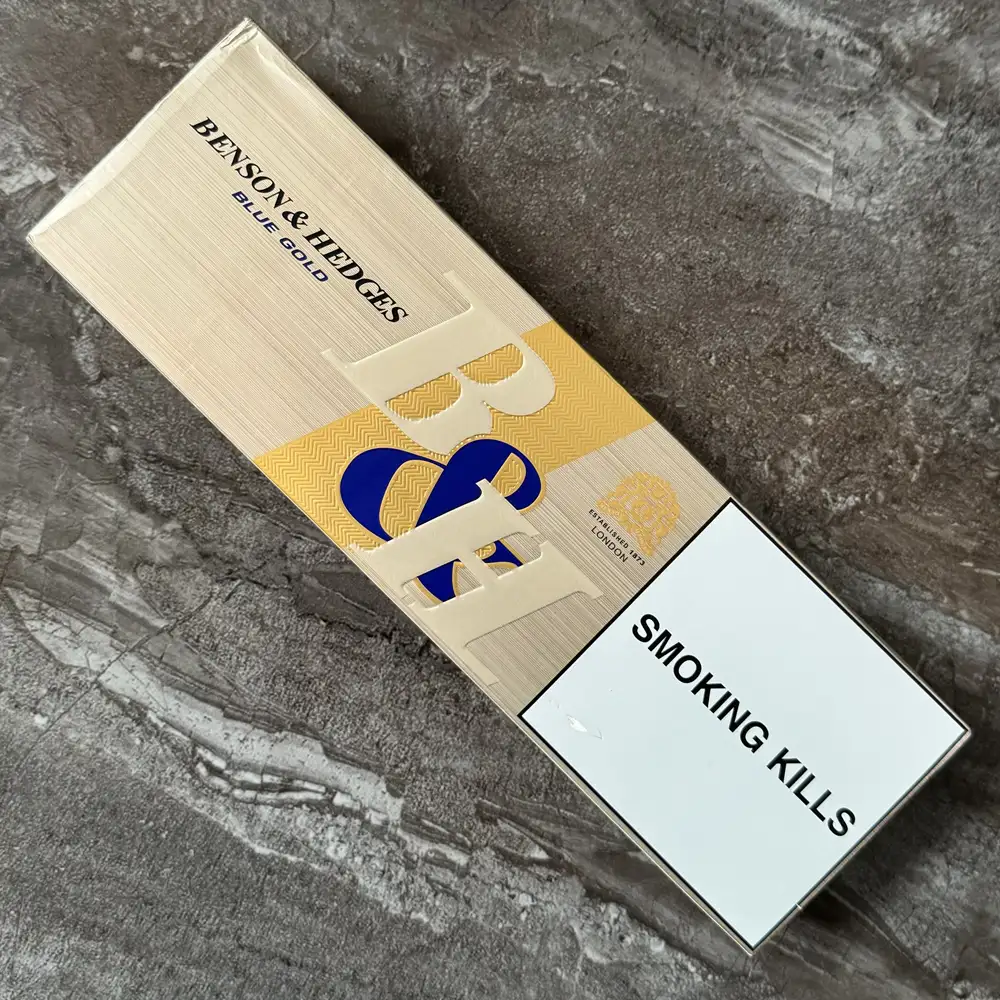 BENSON & HEDGES
BLUE GOLD
B&H
ESTABLISHED 1873
LONDON
SMOKING KILLS